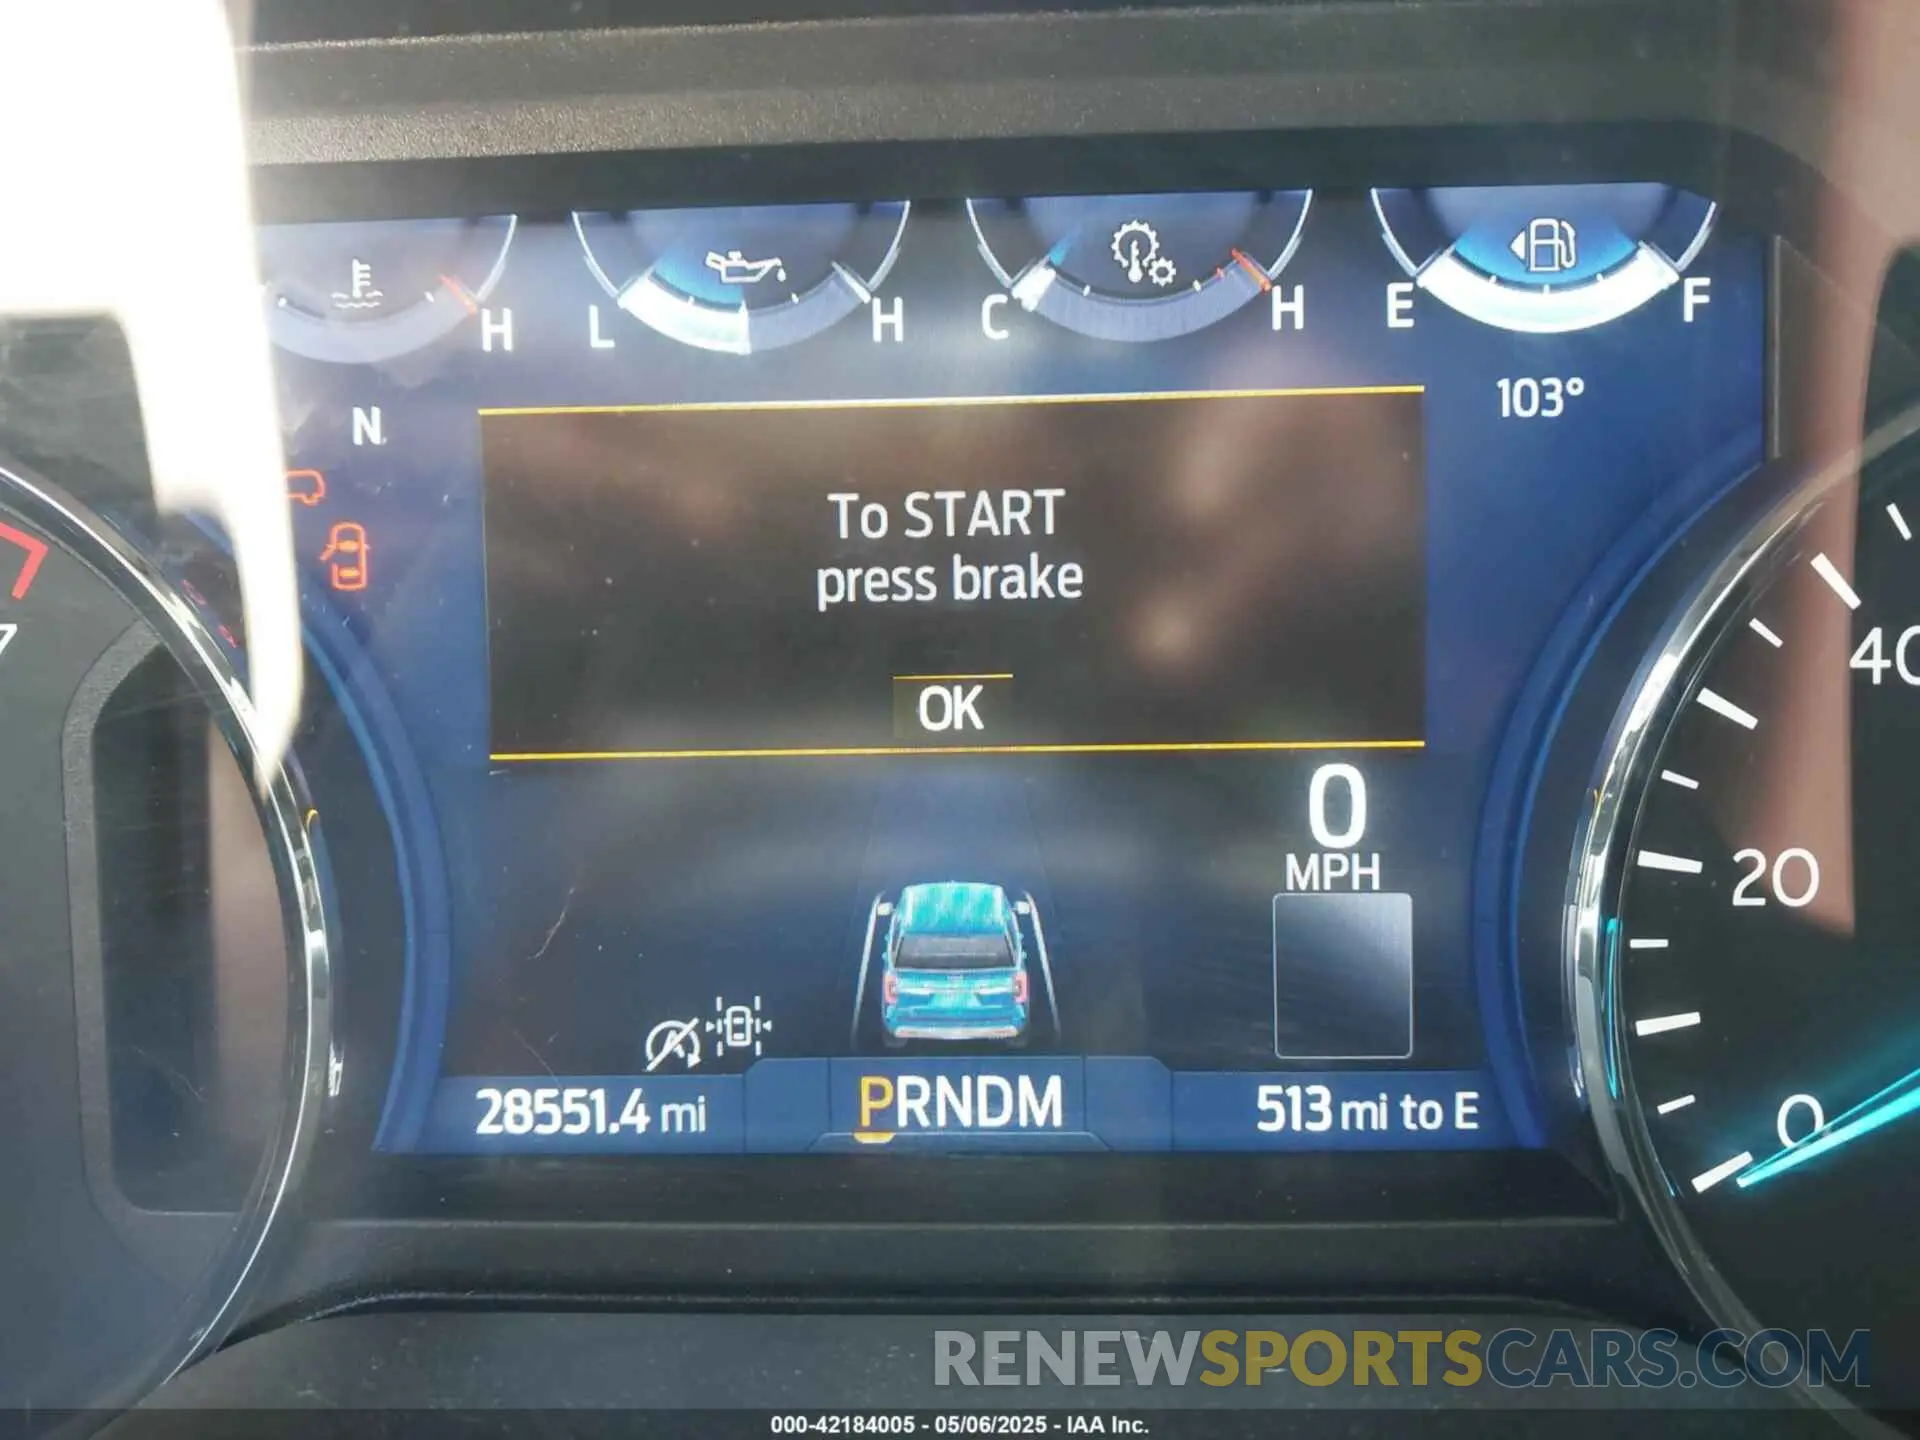 H L H C H E F
N 103°
To START
press brake
OK
7
40
0
MPH
20
28551.4 mi PRNDM 513 mi to E
0
RENEWSPORTSCARS.COM
000-42184005 - 05/06/2025 - IAA Inc.